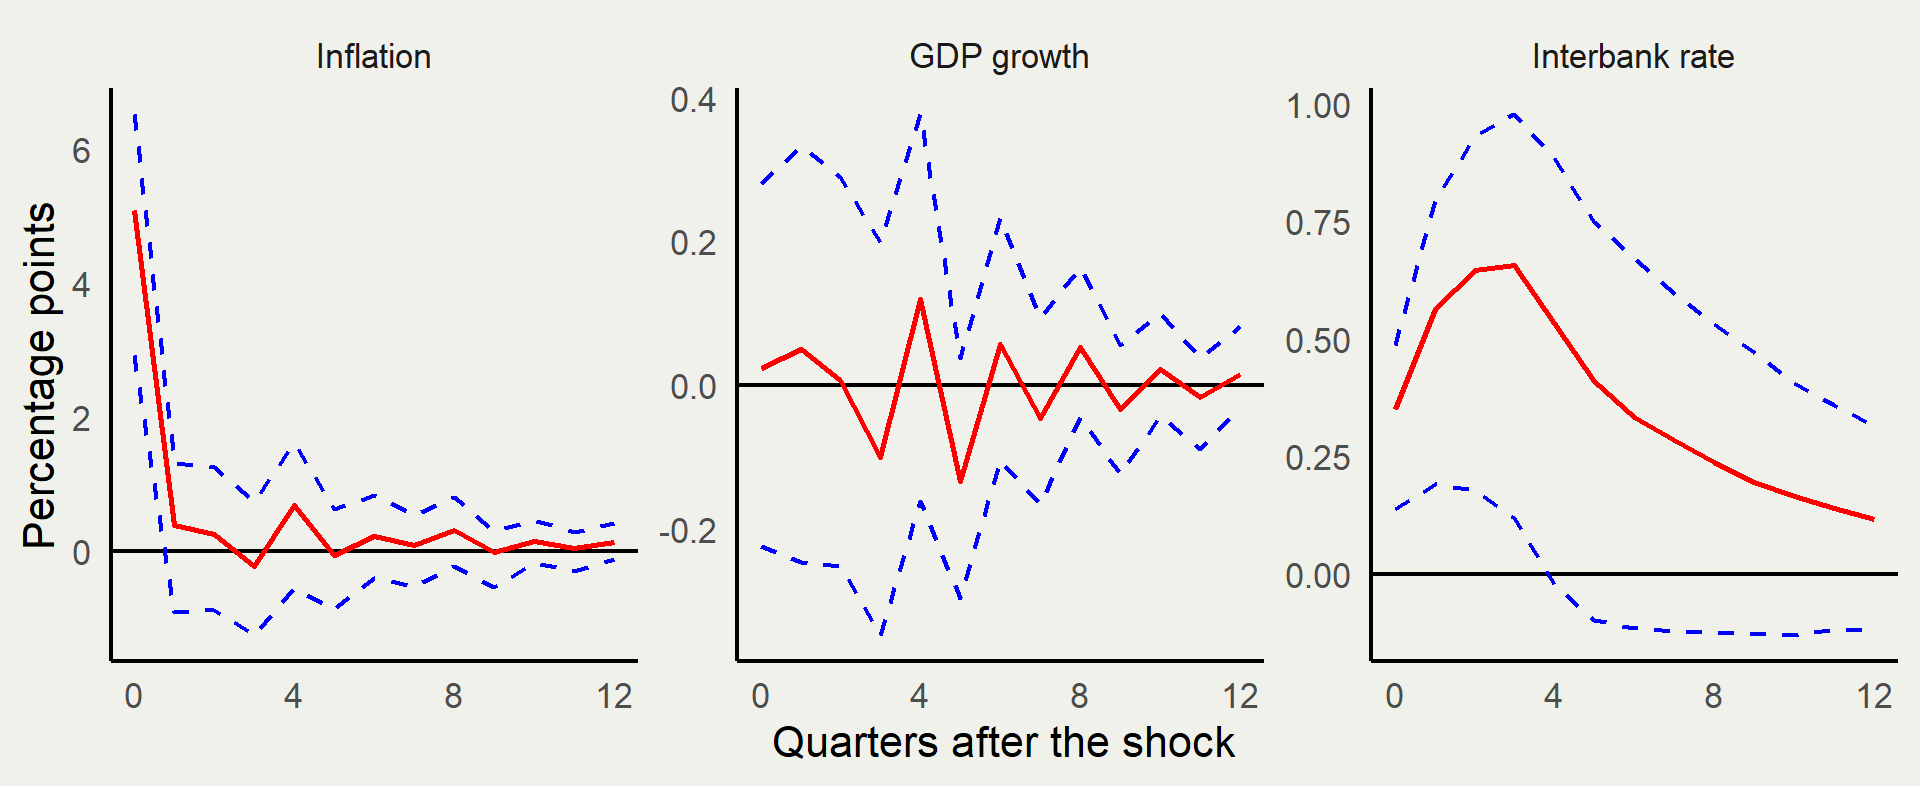 Inflation
GDP growth
Interbank rate
Percentage points
6
4
2
0
0.4
0.2
0.0
-0.2
1.00
0.75
0.50
0.25
0.00
0 4 8 12
0 4 8 12
0 4 8 12
Quarters after the shock